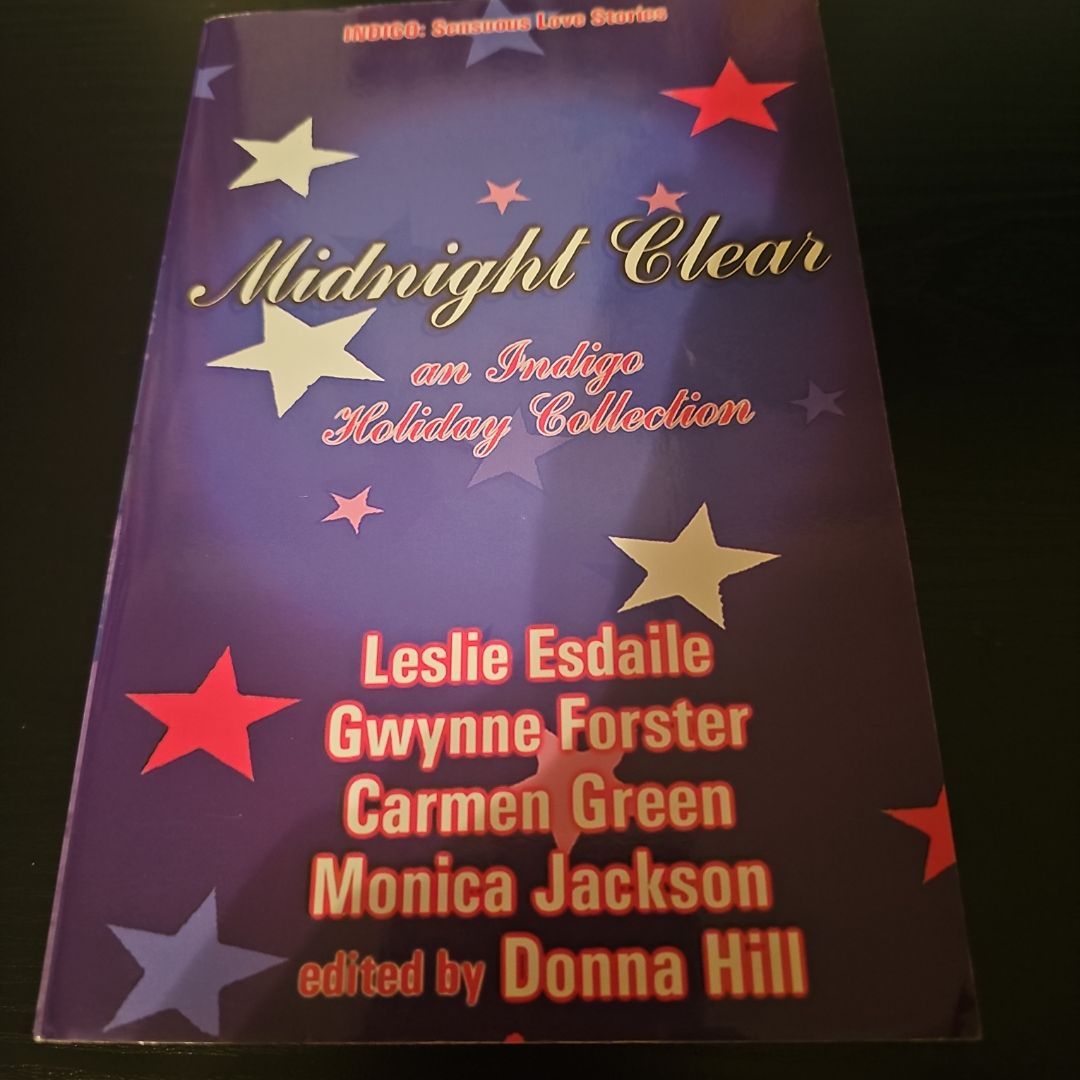 INDIGO: Sensuous Love Stories
Midnight Clear
an Indigo
Holiday Collection
Leslie Esdaile
Gwynne Forster
Carmen Green
Monica Jackson
edited by Donna Hill